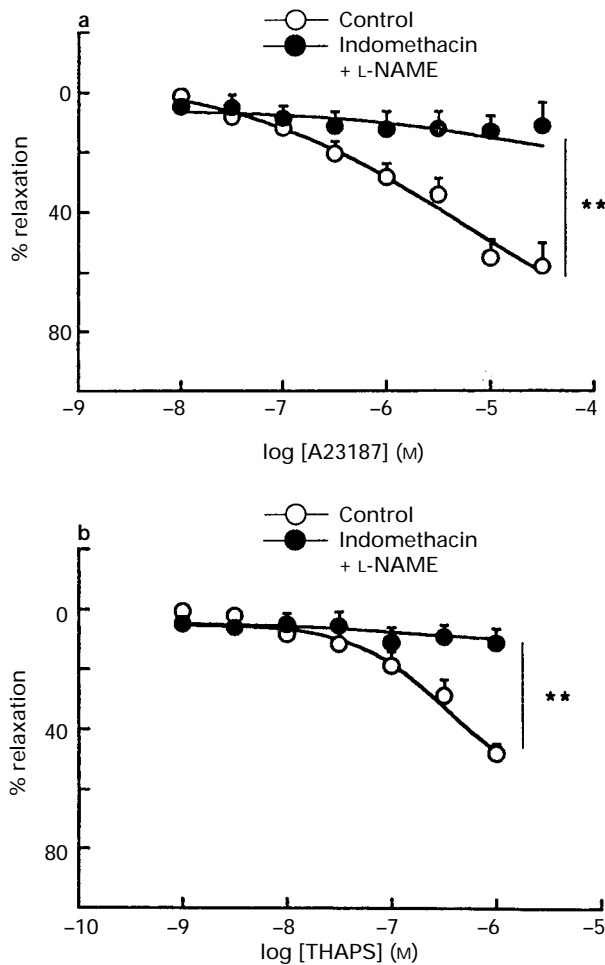 a
Control
Indomethacin
+ L-NAME
0
40
80
% relaxation
−9 −8 −7 −6 −5 −4
log [A23187] (M)
**
b
Control
Indomethacin
+ L-NAME
0
40
80
% relaxation
−10 −9 −8 −7 −6 −5
log [THAPS] (M)
**